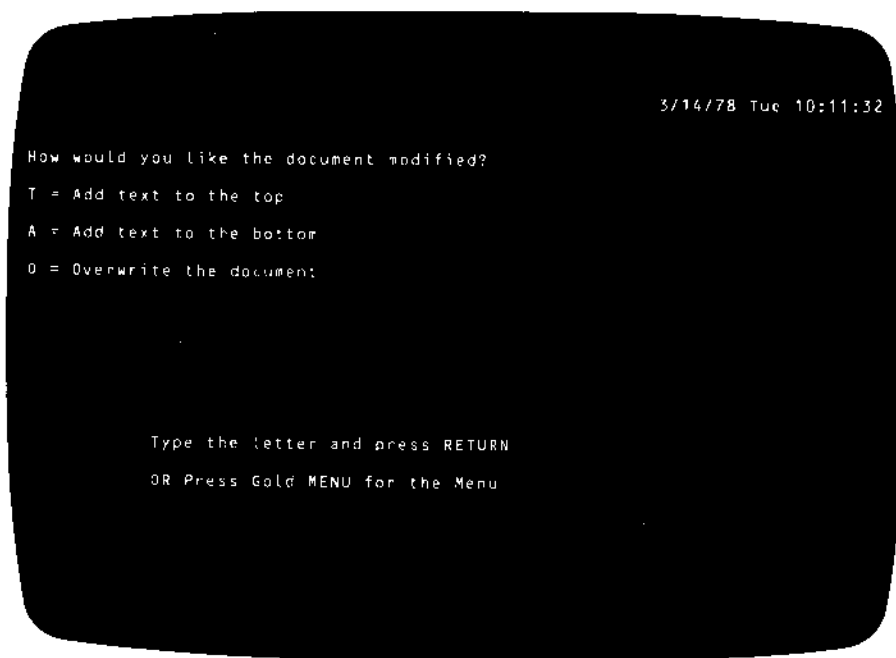 3/14/78 Tue 10:11:32
How would you like the document modified?
T = Add text to the top
A = Add text to the bottom
O = Overwrite the document
Type the letter and press RETURN
OR Press Gold MENU for the Menu